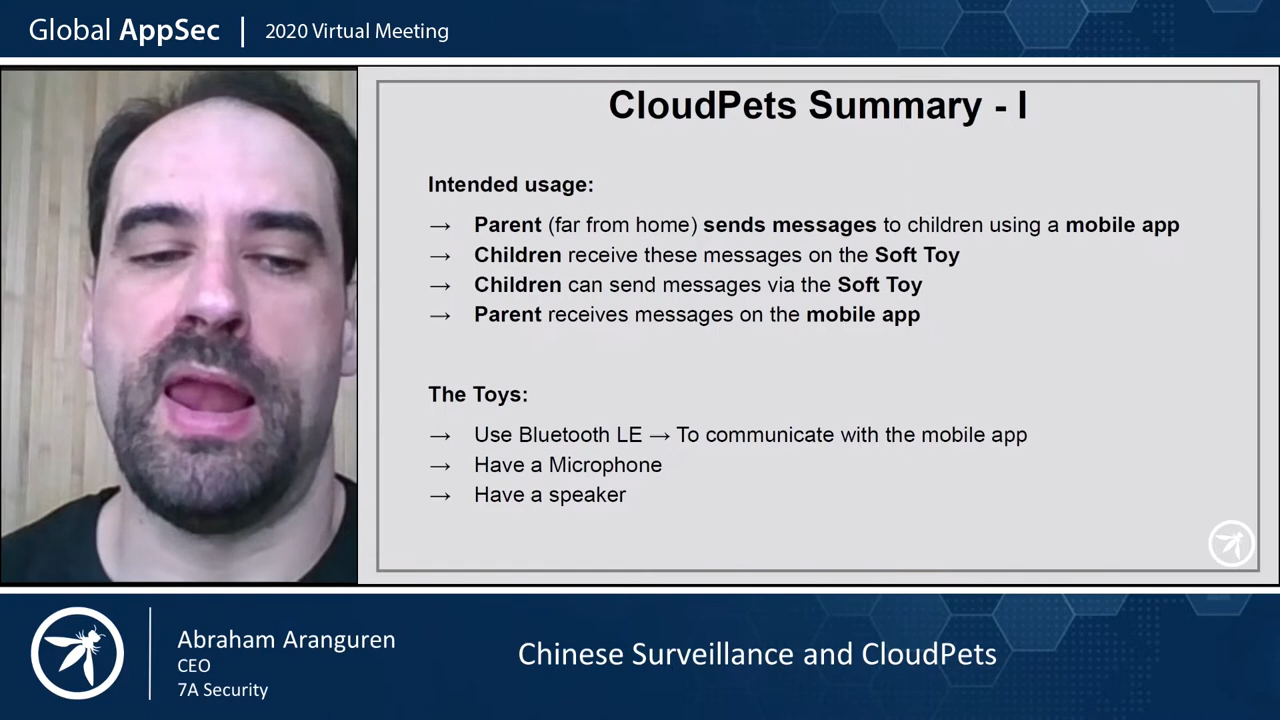 Global AppSec | 2020 Virtual Meeting
CloudPets Summary - I
Intended usage:
→ Parent (far from home) sends messages to children using a mobile app
→ Children receive these messages on the Soft Toy
→ Children can send messages via the Soft Toy
→ Parent receives messages on the mobile app
The Toys:
→ Use Bluetooth LE → To communicate with the mobile app
→ Have a Microphone
→ Have a speaker
Abraham Aranguren
CEO
7A Security
Chinese Surveillance and CloudPets